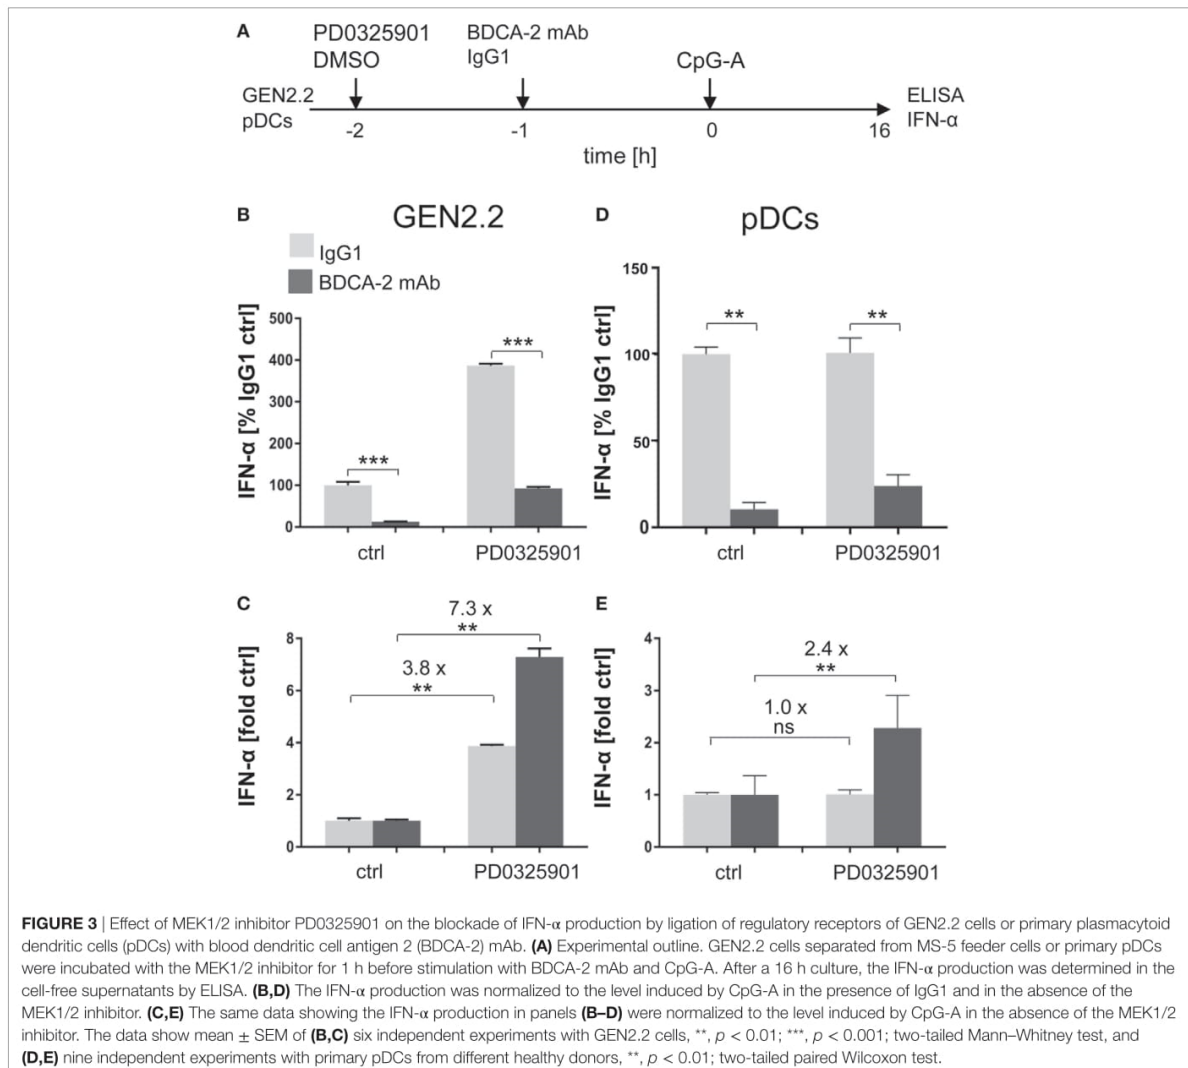 A
PD0325901
DMSO
BDCA-2 mAb
IgG1
CpG-A
GEN2.2
pDCs
ELISA
IFN-α
-2
-1
0
16
time [h]
B
GEN2.2
IgG1
BDCA-2 mAb
IFN-α [% IgG1 ctrl]
500
400
300
200
100
0
***
***
ctrl
PD0325901
D
pDCs
IFN-α [% IgG1 ctrl]
150
100
50
0
**
**
ctrl
PD0325901
C
IFN-α [fold ctrl]
8
6
4
2
0
7.3 x
**
3.8 x
**
ctrl
PD0325901
E
IFN-α [fold ctrl]
4
3
2
1
0
2.4 x
**
1.0 x
ns
ctrl
PD0325901
FIGURE 3 | Effect of MEK1/2 inhibitor PD0325901 on the blockade of IFN-α production by ligation of regulatory receptors of GEN2.2 cells or primary plasmacytoid
dendritic cells (pDCs) with blood dendritic cell antigen 2 (BDCA-2) mAb. (A) Experimental outline. GEN2.2 cells separated from MS-5 feeder cells or primary pDCs
were incubated with the MEK1/2 inhibitor for 1 h before stimulation with BDCA-2 mAb and CpG-A. After a 16 h culture, the IFN-α production was determined in the
cell-free supernatants by ELISA. (B,D) The IFN-α production was normalized to the level induced by CpG-A in the presence of IgG1 and in the absence of the
MEK1/2 inhibitor. (C,E) The same data showing the IFN-α production in panels (B–D) were normalized to the level induced by CpG-A in the absence of the MEK1/2
inhibitor. The data show mean ± SEM of (B,C) six independent experiments with GEN2.2 cells, **, p < 0.01; ***, p < 0.001; two-tailed Mann–Whitney test, and
(D,E) nine independent experiments with primary pDCs from different healthy donors, **, p < 0.01; two-tailed paired Wilcoxon test.